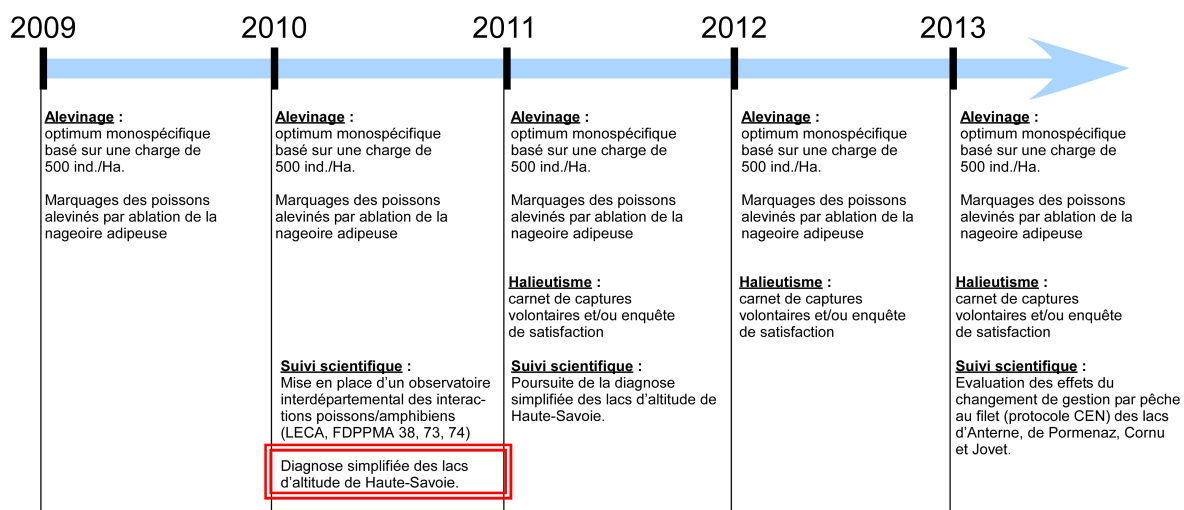 2009
2010
2011
2012
2013
Alevinage :
optimum monospécifique
basé sur une charge de
500 ind./Ha.
Marquages des poissons
alevinés par ablation de la
nageoire adipeuse
Alevinage :
optimum monospécifique
basé sur une charge de
500 ind./Ha.
Marquages des poissons
alevinés par ablation de la
nageoire adipeuse
Suivi scientifique :
Mise en place d'un observatoire
interdépartemental des interac-
tions poissons/amphibiens
(LECA, FDPPMA 38, 73, 74)
Diagnose simplifiée des lacs
d'altitude de Haute-Savoie.
Alevinage :
optimum monospécifique
basé sur une charge de
500 ind./Ha.
Marquages des poissons
alevinés par ablation de la
nageoire adipeuse
Halieutisme :
carnet de captures
volontaires et/ou enquête
de satisfaction
Suivi scientifique :
Poursuite de la diagnose
simplifiée des lacs d'altitude de
Haute-Savoie.
Alevinage :
optimum monospécifique
basé sur une charge de
500 ind./Ha.
Marquages des poissons
alevinés par ablation de la
nageoire adipeuse
Halieutisme :
carnet de captures
volontaires et/ou enquête
de satisfaction
Alevinage :
optimum monospécifique
basé sur une charge de
500 ind./Ha.
Marquages des poissons
alevinés par ablation de la
nageoire adipeuse
Halieutisme :
carnet de captures
volontaires et/ou enquête
de satisfaction
Suivi scientifique :
Evaluation des effets du
changement de gestion par pêche
au filet (protocole CEN) des lacs
d'Anterne, de Pormenaz, Cornu
et Jovet.